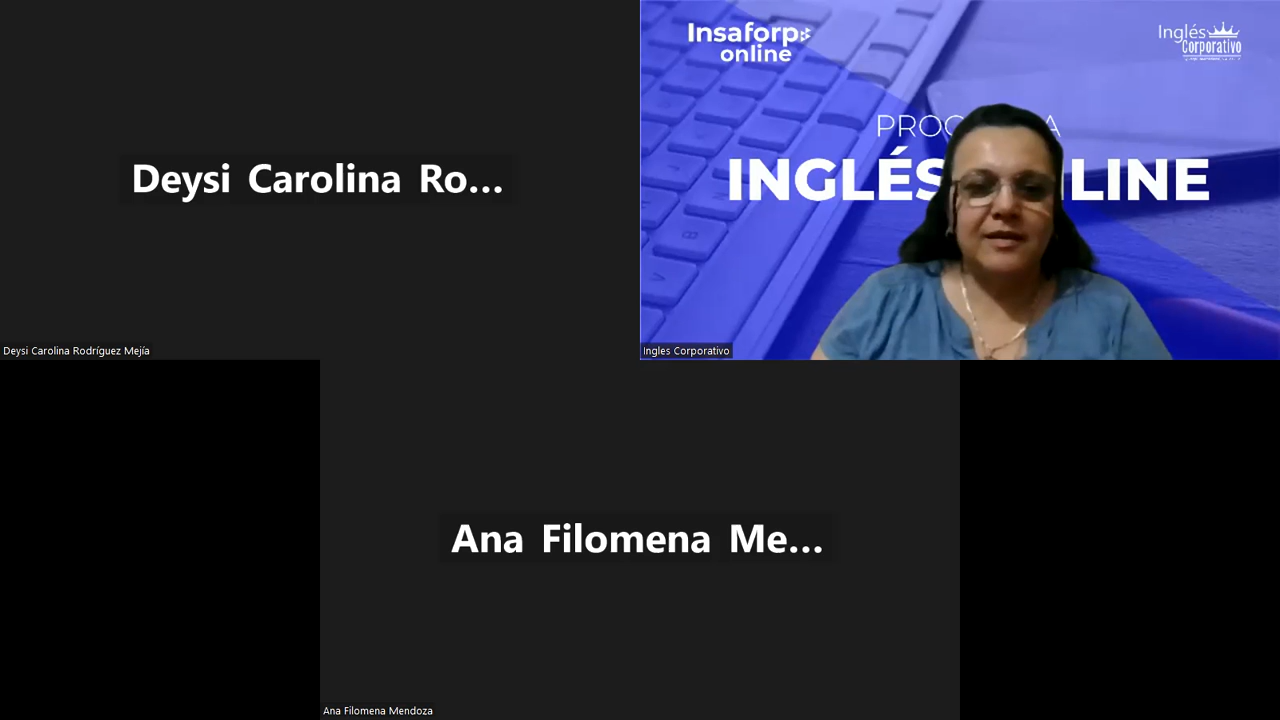 Deysi Carolina Ro...
Deysi Carolina Rodríguez Mejía
Insaforp
online
Inglés
Corporativo
INGLÉS
LINE
Ingles Corporativo
Ana Filomena Me...
Ana Filomena Mendoza